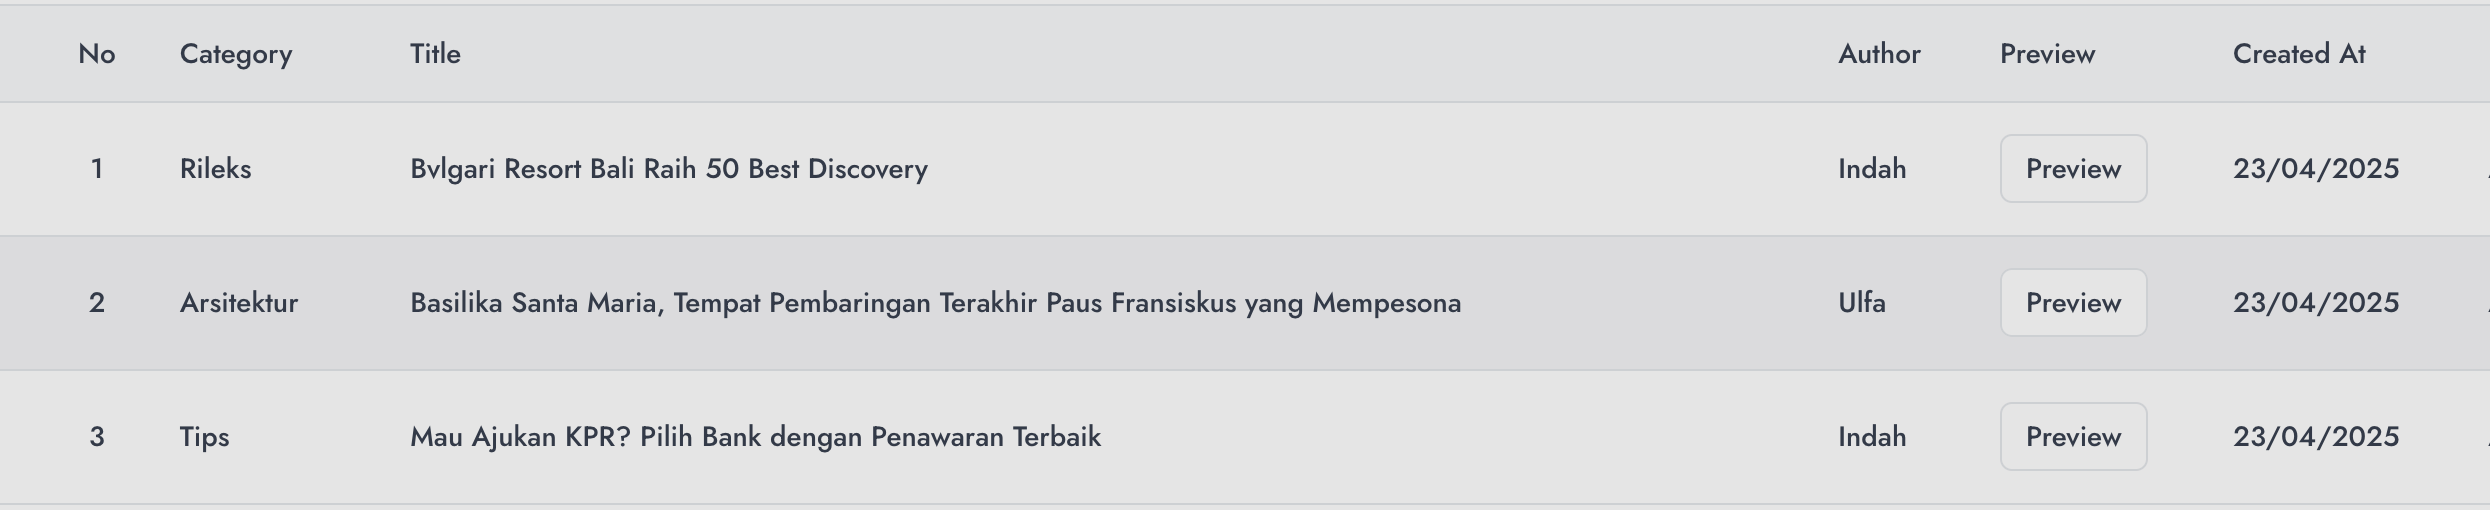 No Category Title Author Preview Created At
1 Rileks Bvlgari Resort Bali Raih 50 Best Discovery Indah Preview 23/04/2025
2 Arsitektur Basilika Santa Maria, Tempat Pembaringan Terakhir Paus Fransiskus yang Mempesona Ulfa Preview 23/04/2025
3 Tips Mau Ajukan KPR? Pilih Bank dengan Penawaran Terbaik Indah Preview 23/04/2025